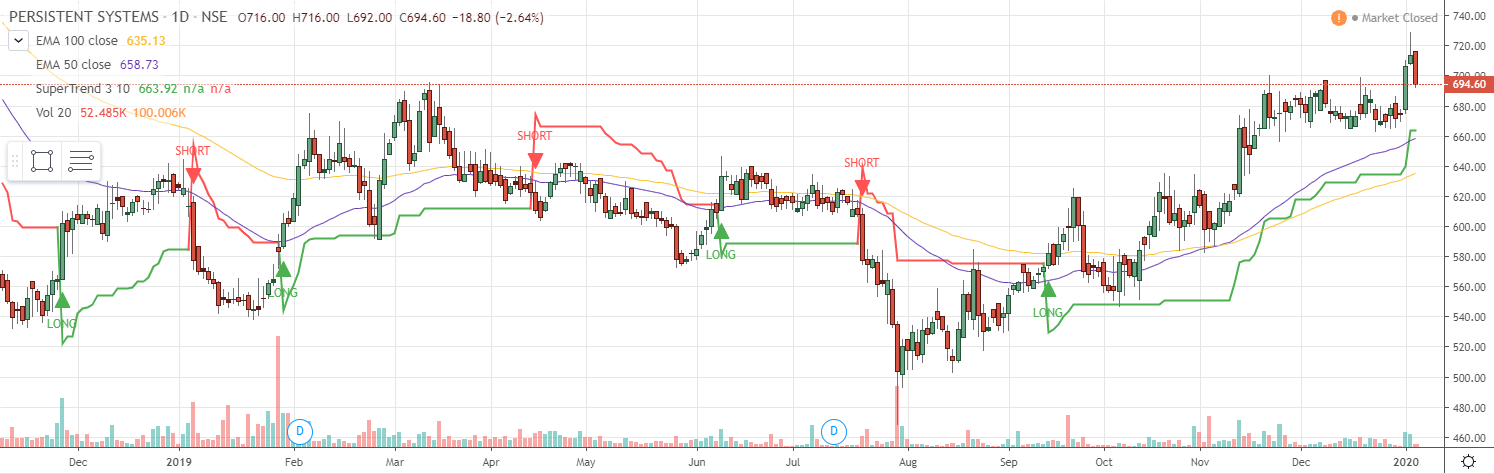 PERSISTENT SYSTEMS · 1D · NSE O716.00 H716.00 L692.00 C694.60 −18.80 (−2.64%)
! Market Closed
EMA 100 close 635.13
EMA 50 close 658.73
SuperTrend 3 10 663.92 n/a n/a
Vol 20 52.485K 100.006K
SHORT
LONG
LONG
SHORT
LONG
SHORT
LONG
D
D
740.00
720.00
700.00
694.60
680.00
660.00
640.00
620.00
600.00
580.00
560.00
540.00
520.00
500.00
480.00
460.00
Dec 2019 Feb Mar Apr May Jun Jul Aug Sep Oct Nov Dec 2020